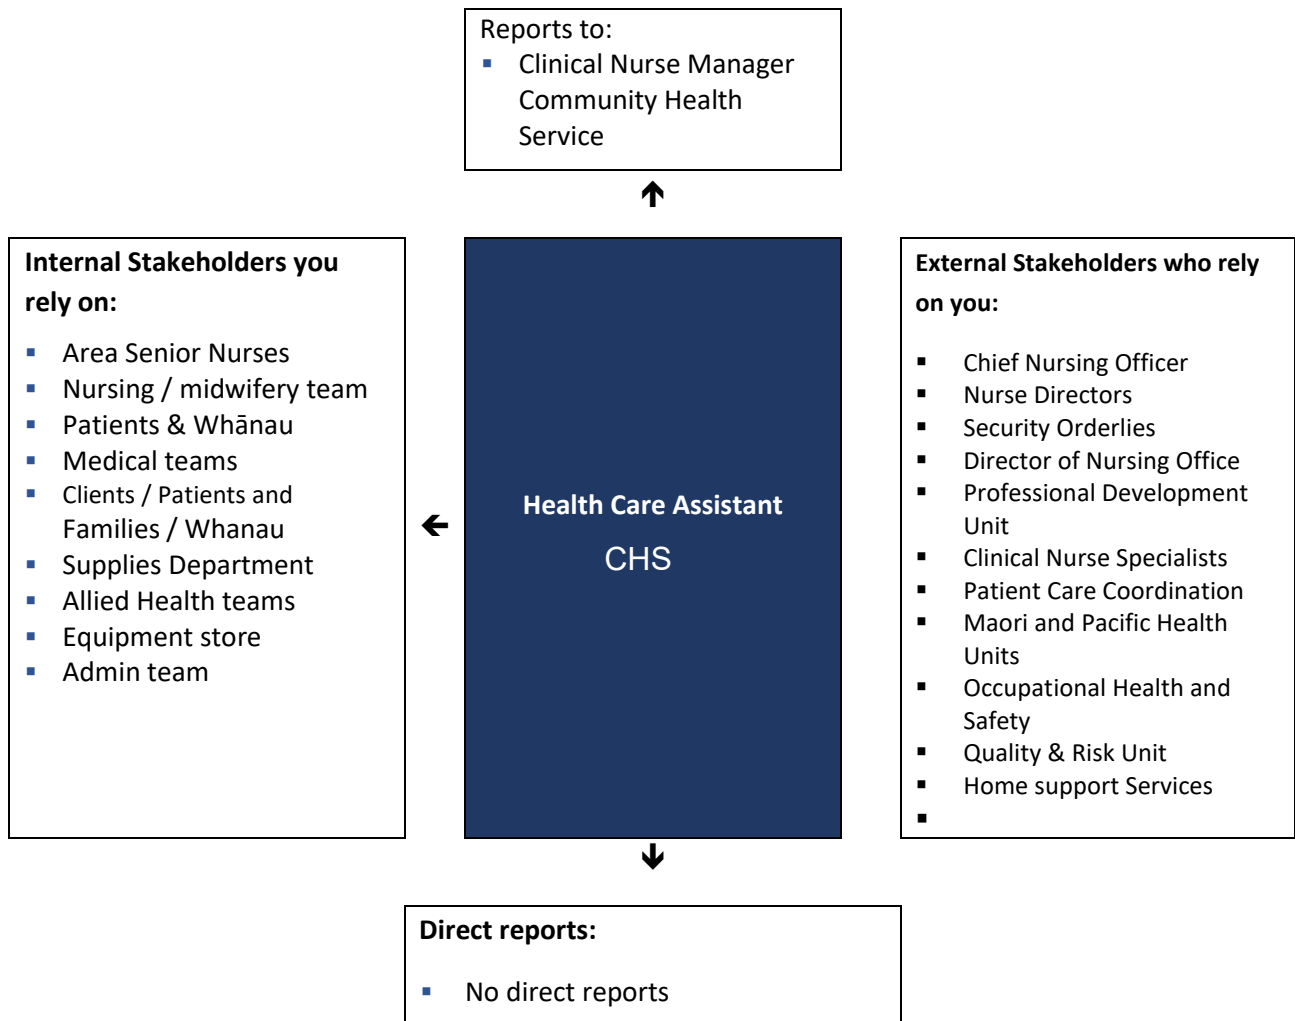 Reports to:
▪ Clinical Nurse Manager
Community Health
Service
Internal Stakeholders you
rely on:
▪ Area Senior Nurses
▪ Nursing / midwifery team
▪ Patients & Whānau
▪ Medical teams
▪ Clients / Patients and
Families / Whanau
▪ Supplies Department
▪ Allied Health teams
▪ Equipment store
▪ Admin team
Health Care Assistant
CHS
External Stakeholders who rely
on you:
▪ Chief Nursing Officer
▪ Nurse Directors
▪ Security Orderlies
▪ Director of Nursing Office
▪ Professional Development
Unit
▪ Clinical Nurse Specialists
▪ Patient Care Coordination
▪ Maori and Pacific Health
Units
▪ Occupational Health and
Safety
▪ Quality & Risk Unit
▪ Home support Services
▪
Direct reports:
▪ No direct reports